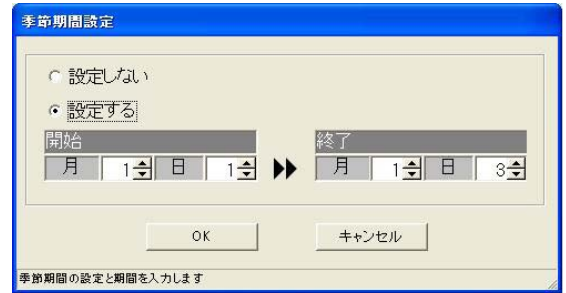 季節期間設定
設定しない
設定する
開始 終了
月 1 日 1 月 1 日 3
OK キャンセル
季節期間の設定と期間を入力します